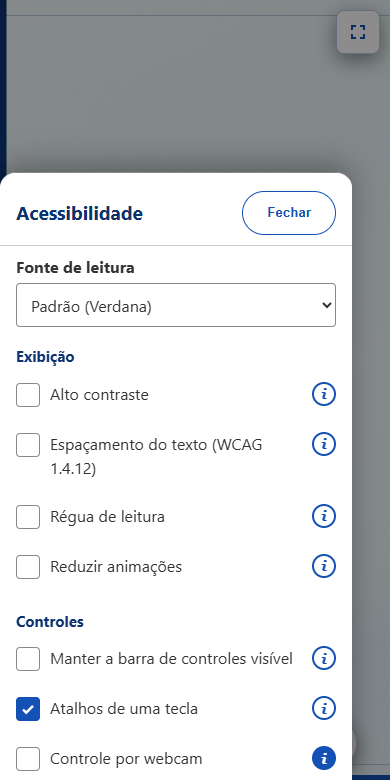 Acessibilidade
Fechar
Fonte de leitura
Padrão (Verdana)
Exibição
Alto contraste
i
Espaçamento do texto (WCAG
1.4.12)
i
Régua de leitura
i
Reduzir animações
i
Controles
Manter a barra de controles visível
i
Atalhos de uma tecla
i
Controle por webcam
i